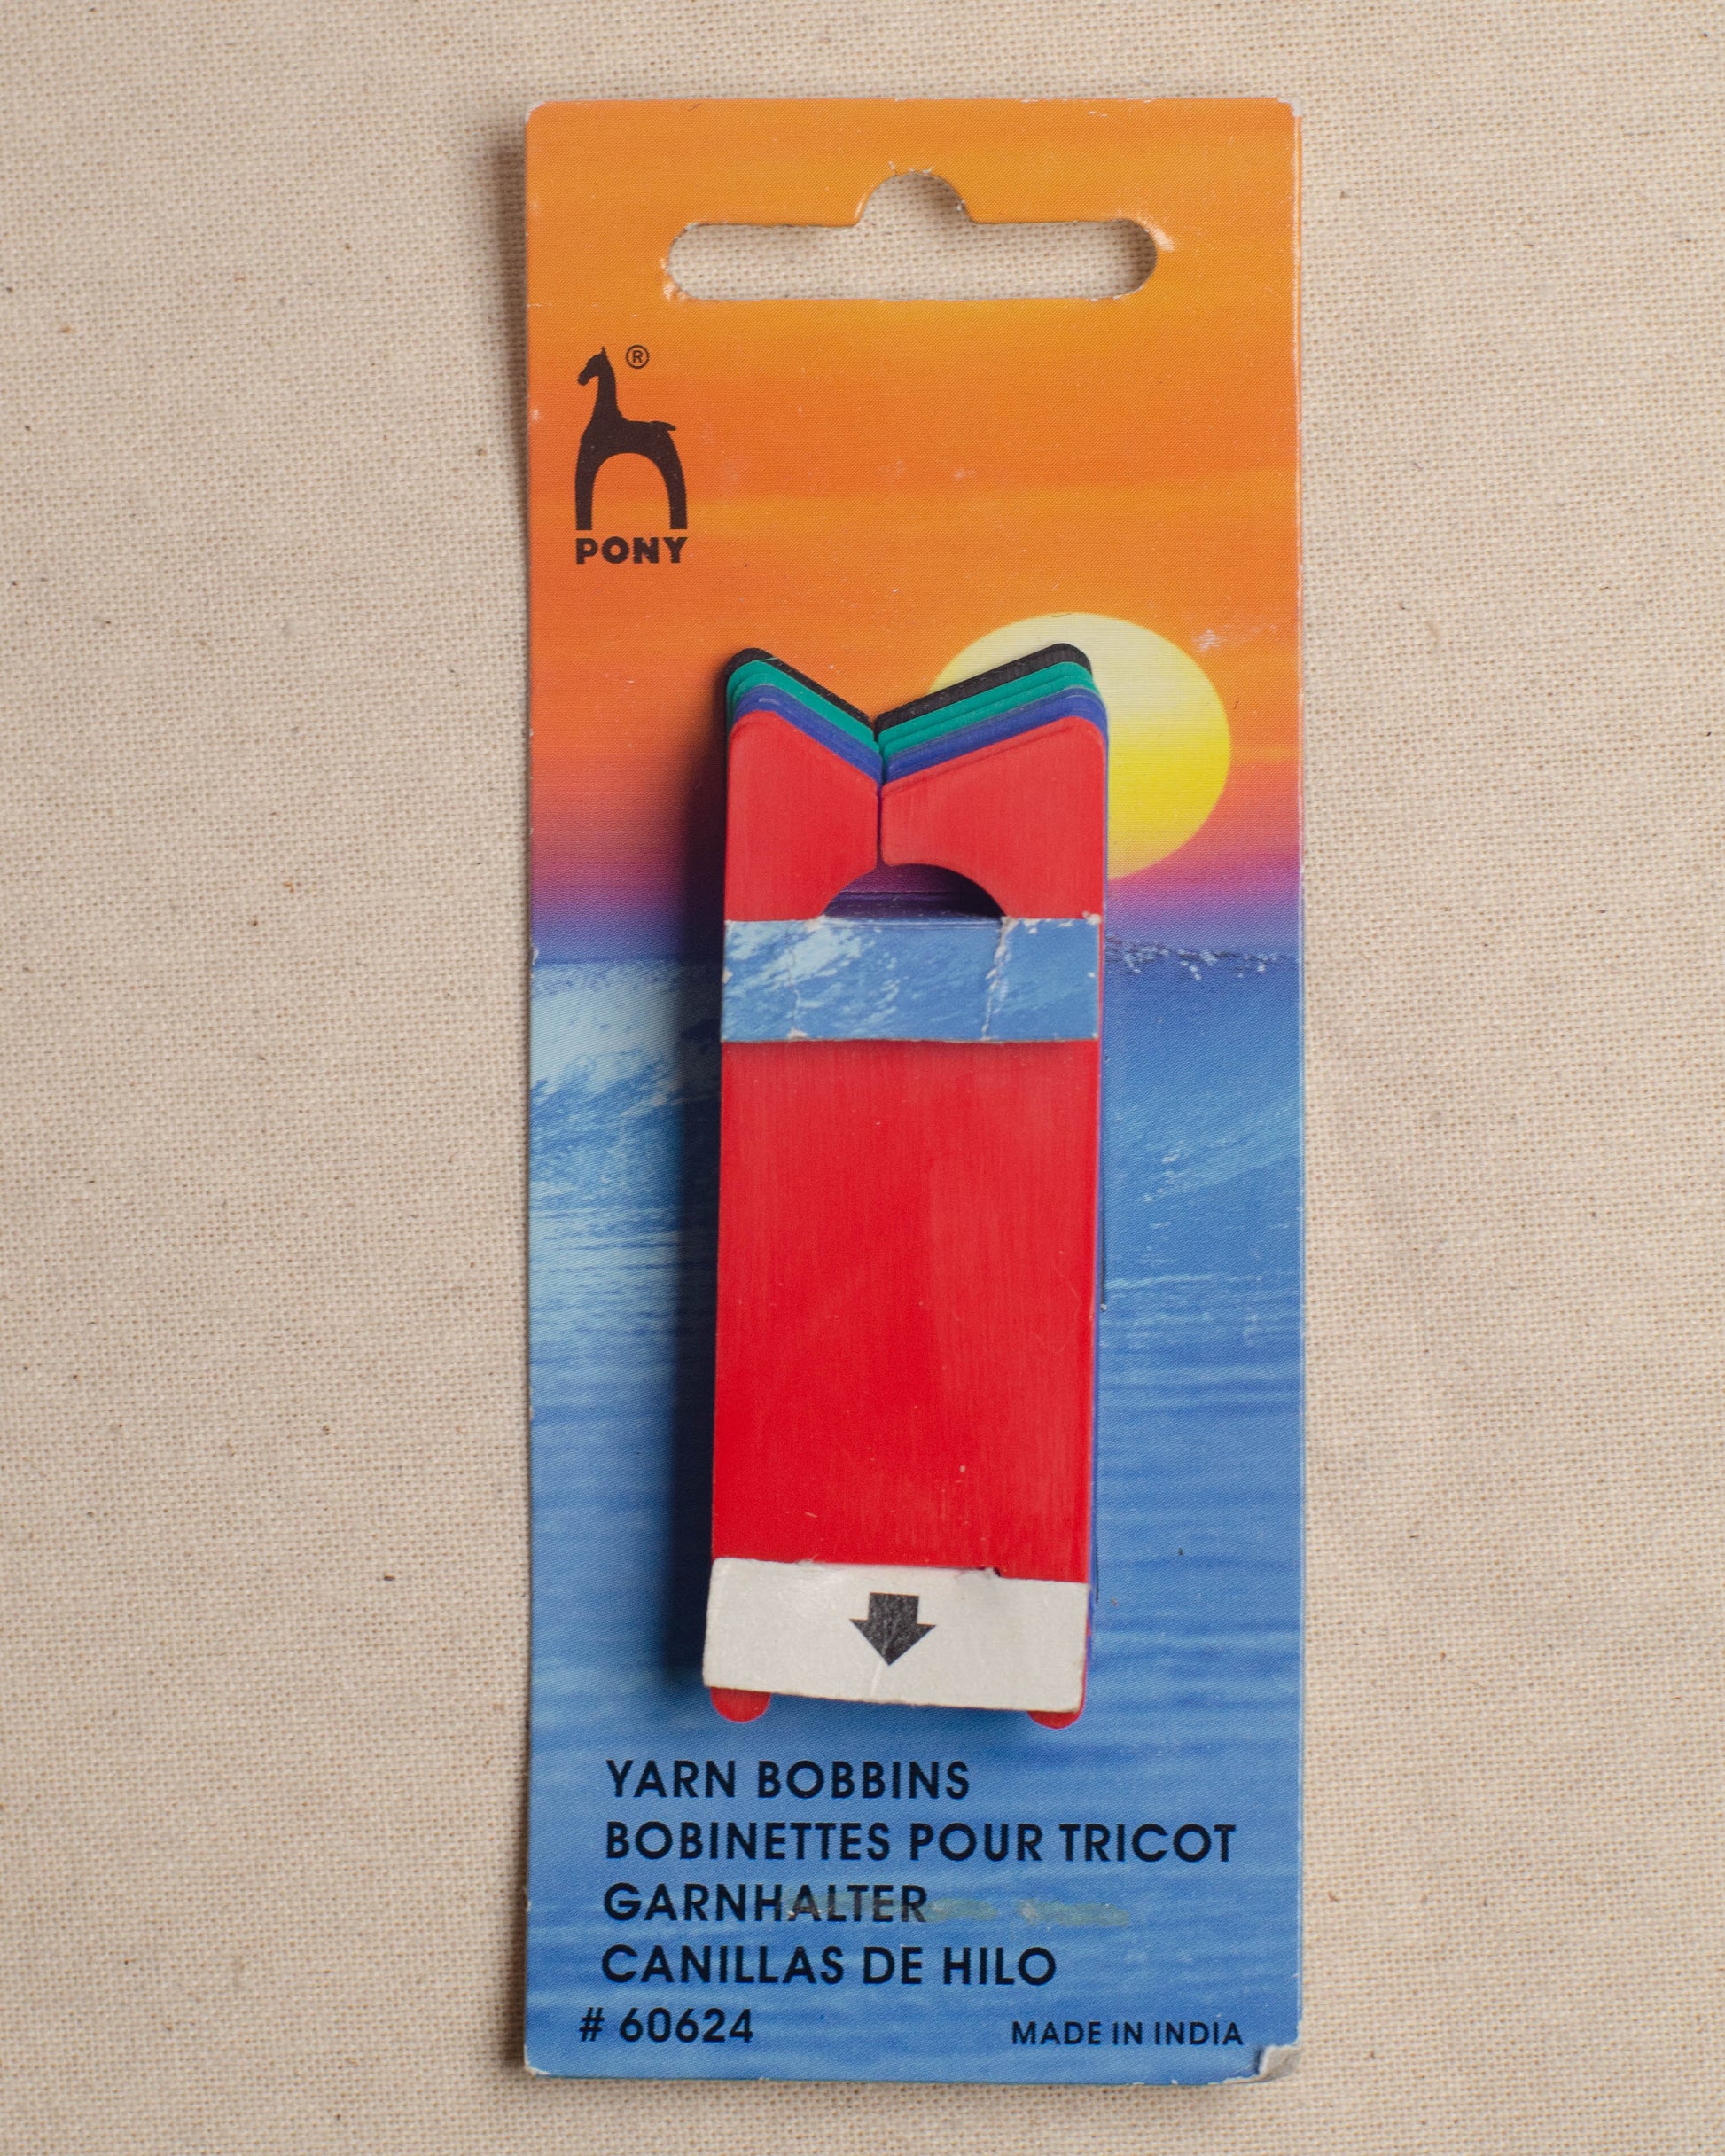 ®
PONY
YARN BOBBINS
BOBINETTES POUR TRICOT
GARNHALTER
CANILLAS DE HILO
# 60624 MADE IN INDIA